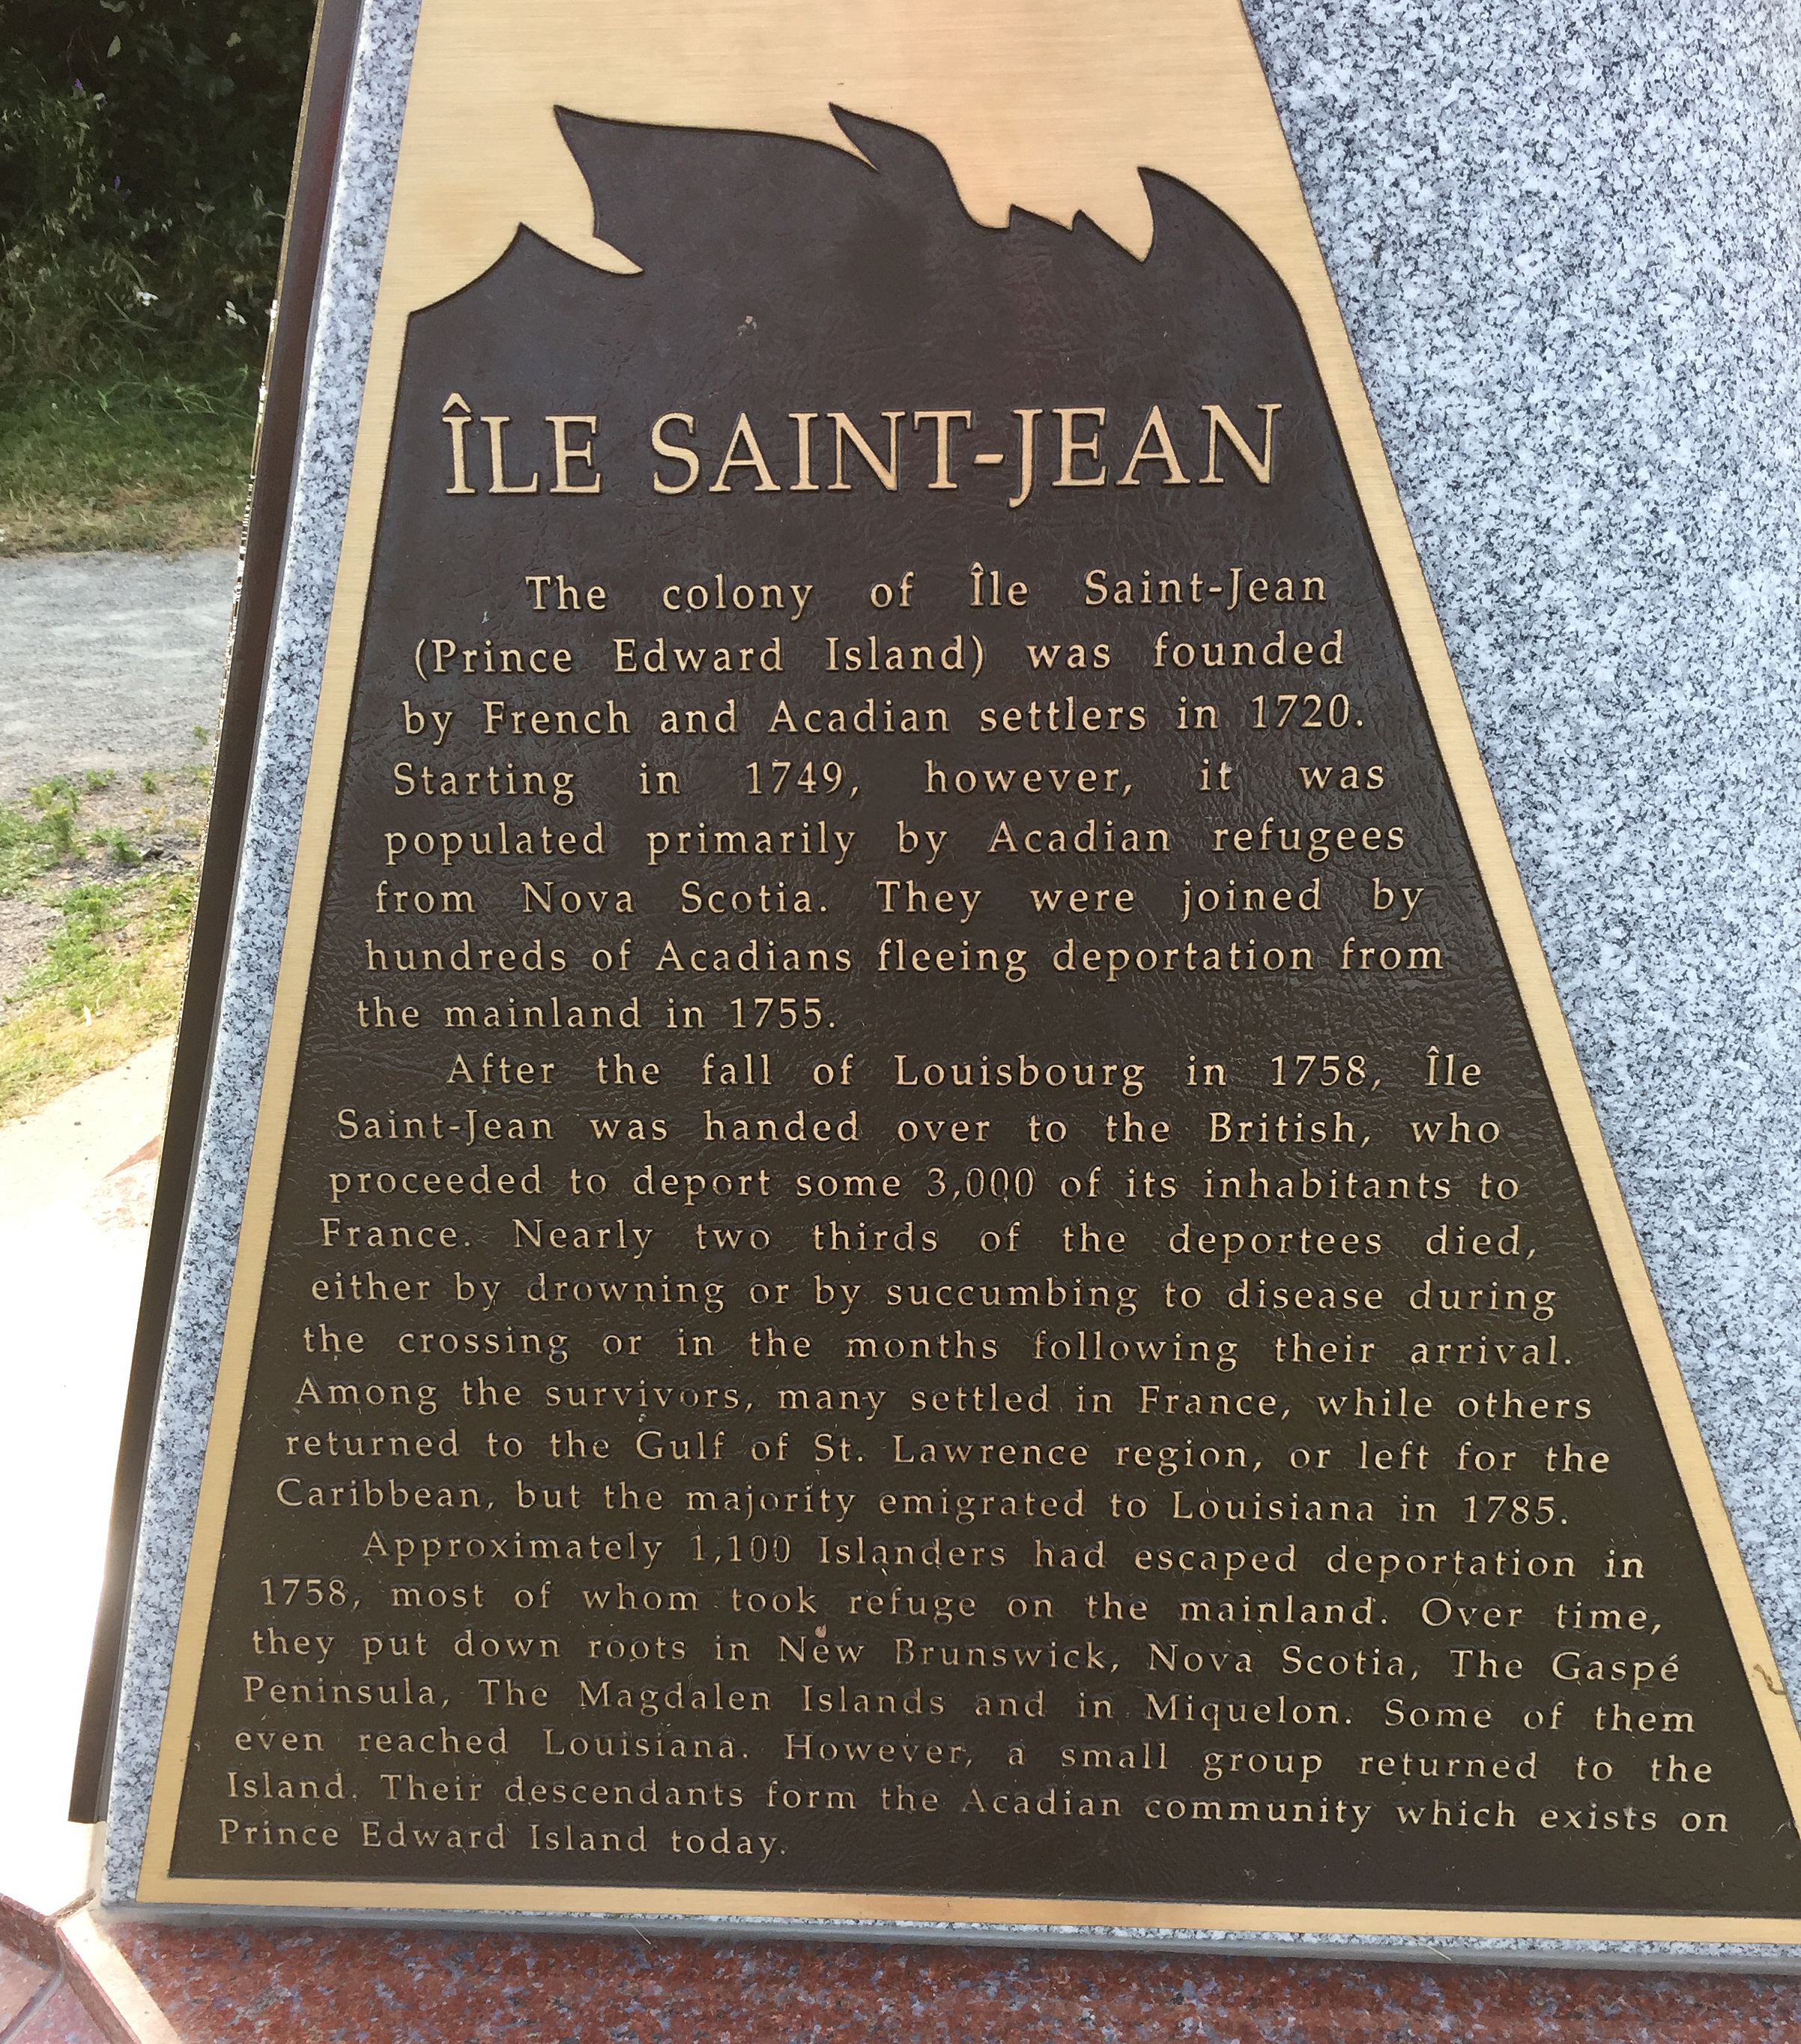 ÎLE SAINT-JEAN
The colony of Île Saint-Jean
(Prince Edward Island) was founded
by French and Acadian settlers in 1720.
Starting in 1749, however, it was
populated primarily by Acadian refugees
from Nova Scotia. They were joined by
hundreds of Acadians fleeing deportation from
the mainland in 1755.
After the fall of Louisbourg in 1758, Île
Saint-Jean was handed over to the British, who
proceeded to deport some 3,000 of its inhabitants to
France. Nearly two thirds of the deportees died,
either by drowning or by succumbing to disease during
the crossing or in the months following their arrival.
Among the survivors, many settled in France, while others
returned to the Gulf of St. Lawrence region, or left for the
Caribbean, but the majority emigrated to Louisiana in 1785.
Approximately 1,100 Islanders had escaped deportation in
1758, most of whom took refuge on the mainland. Over time,
they put down roots in New Brunswick, Nova Scotia, The Gaspé
Peninsula, The Magdalen Islands and in Miquelon. Some of them
even reached Louisiana. However, a small group returned to the
Island. Their descendants form the Acadian community which exists on
Prince Edward Island today.